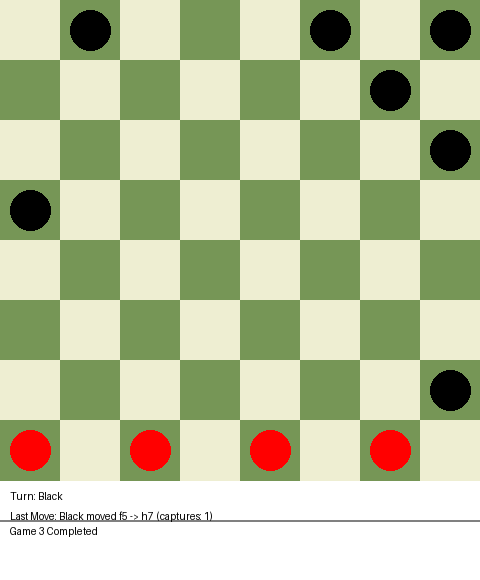 Turn: Black
Last Move: Black moved f5 -> h7 (captures: 1)
Game 3 Completed